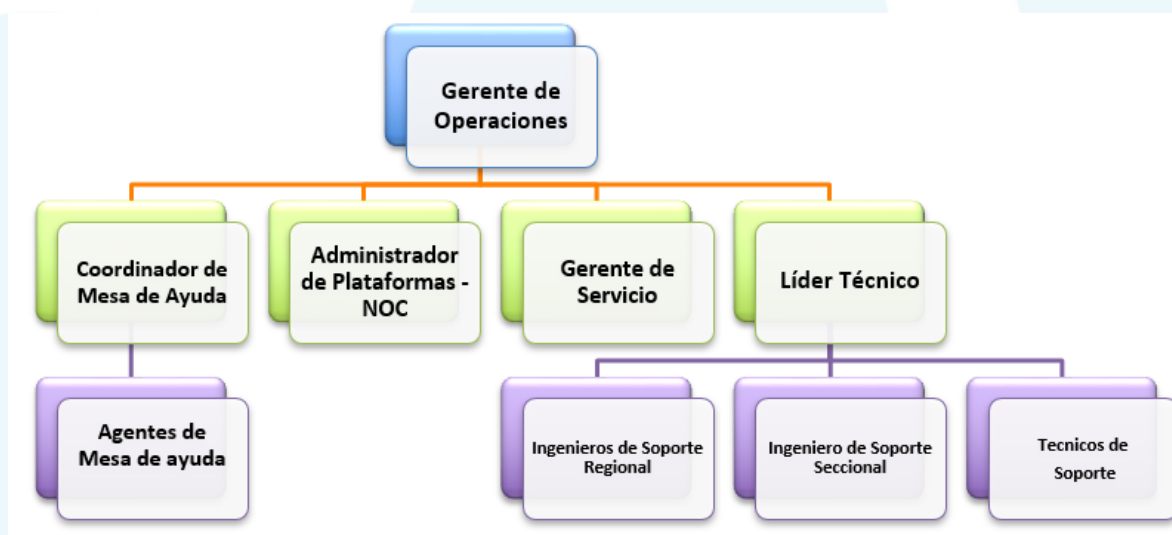 Gerente de
Operaciones
Coordinador de
Mesa de Ayuda
Administrador
de Plataformas -
NOC
Gerente de
Servicio
Líder Técnico
Agentes de
Mesa de ayuda
Ingenieros de Soporte
Regional
Ingeniero de Soporte
Seccional
Tecnicos de
Soporte